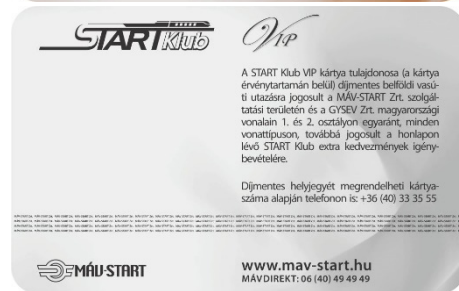 START Klub VIP
A START Klub VIP kártya tulajdonosa (a kártya
érvénytartamán belül) díjmentes belföldi vasú-
ti utazásra jogosult a MÁV-START Zrt. szolgál-
tatási területén és a GYSEV Zrt. magyarországi
vonalain 1. és 2. osztályon egyaránt, minden
vonattípuson, továbbá jogosult a honlapon
lévő START Klub extra kedvezmények igény-
bevételére.
Díjmentes helyjegyét megrendelheti kártya-
száma alapján telefonon is: +36 (40) 33 35 55
MÁV-START
www.mav-start.hu
MÁVDIREKT: 06 (40) 49 49 49